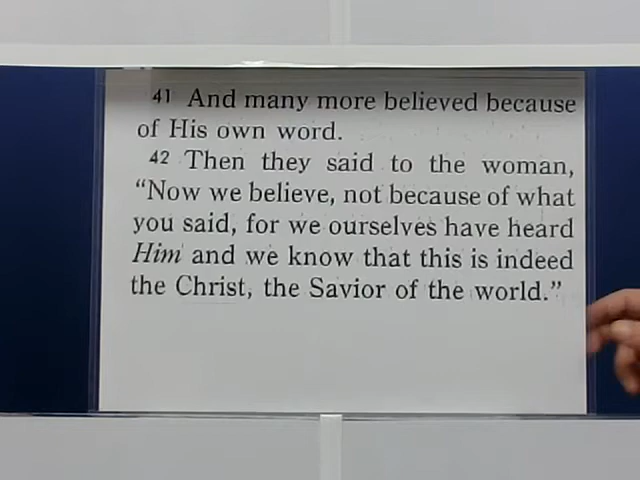 41 And many more believed because
of His own word.
42 Then they said to the woman,
“Now we believe, not because of what
you said, for we ourselves have heard
Him and we know that this is indeed
the Christ, the Savior of the world.”